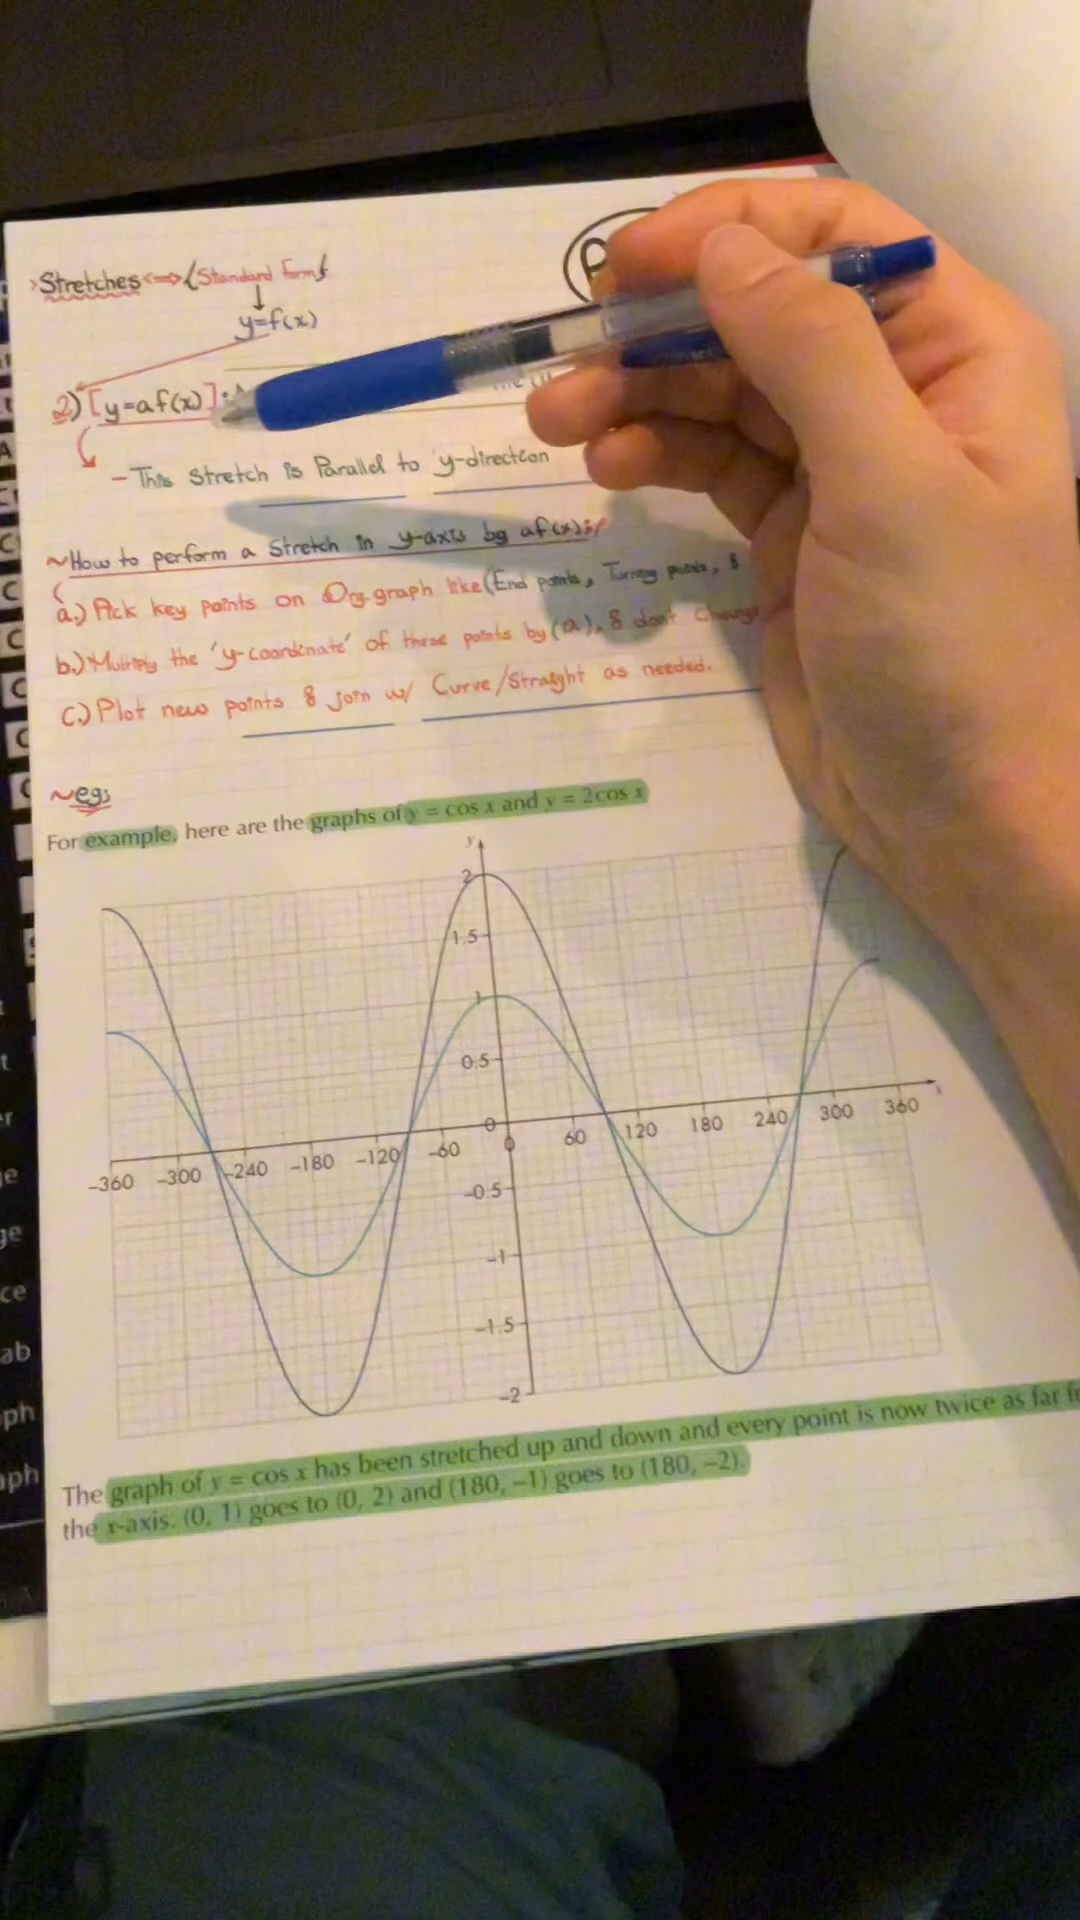 >Stretches<=>{Standard Form}
y=f(x)
2) [y=af(x)]:
- This Stretch is Parallel to y-direction
~How to perform a Stretch in y-axis by af(x);
a.) Pick key points on Org.graph like (End points, Turning points, &
b.) Multiply the 'y-coordinate' of these points by (a), & don't change
C.) Plot new points & join w/ Curve/Straight as needed.
~eg;
For example, here are the graphs of y = cos x and y = 2cos x
y
2
1.5
1
0.5
0
-360 -300 -240 -180 -120 -60 0 60 120 180 240 300 360 x
-0.5
-1
-1.5
-2
The graph of y = cos x has been stretched up and down and every point is now twice as far
the x-axis. (0, 1) goes to (0, 2) and (180, -1) goes to (180, -2).